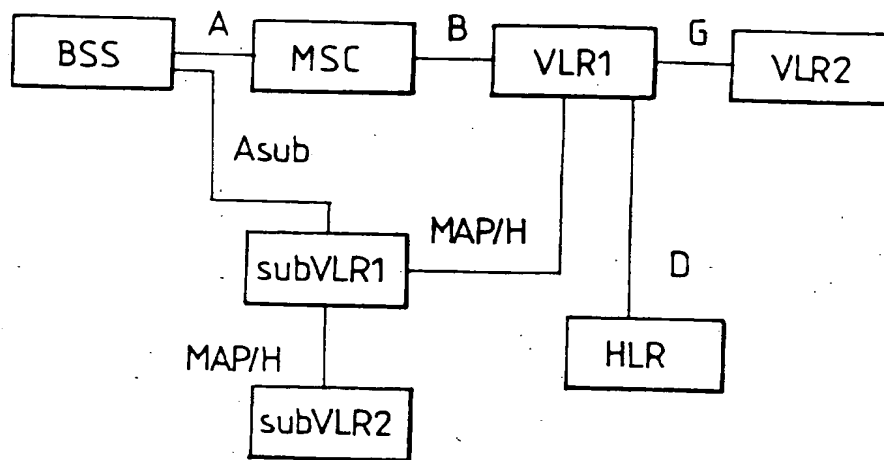 A
B
G
BSS
MSC
VLR1
VLR2
Asub
MAP/H
subVLR1
D
MAP/H
HLR
subVLR2